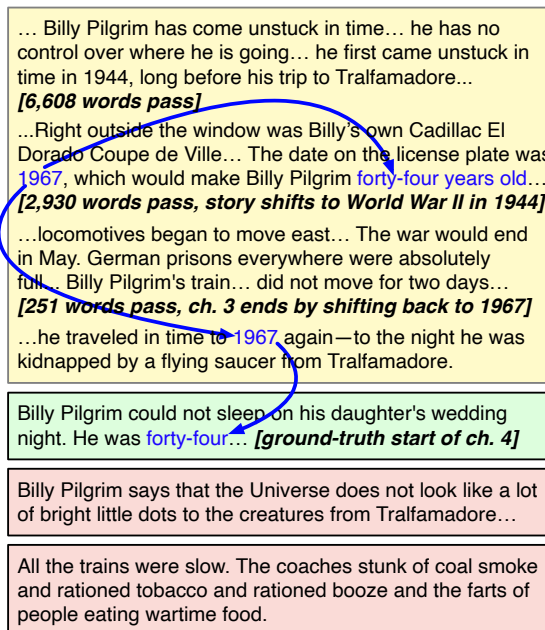 ... Billy Pilgrim has come unstuck in time... he has no
control over where he is going... he first came unstuck in
time in 1944, long before his trip to Tralfamadore...
[6,608 words pass]
...Right outside the window was Billy's own Cadillac El
Dorado Coupe de Ville... The date on the license plate was
1967, which would make Billy Pilgrim forty-four years old...
[2,930 words pass, story shifts to World War II in 1944]
...locomotives began to move east... The war would end
in May. German prisons everywhere were absolutely
full... Billy Pilgrim's train... did not move for two days...
[251 words pass, ch. 3 ends by shifting back to 1967]
...he traveled in time to 1967 again—to the night he was
kidnapped by a flying saucer from Tralfamadore.
Billy Pilgrim could not sleep on his daughter's wedding
night. He was forty-four... [ground-truth start of ch. 4]
Billy Pilgrim says that the Universe does not look like a lot
of bright little dots to the creatures from Tralfamadore...
All the trains were slow. The coaches stunk of coal smoke
and rationed tobacco and rationed booze and the farts of
people eating wartime food.